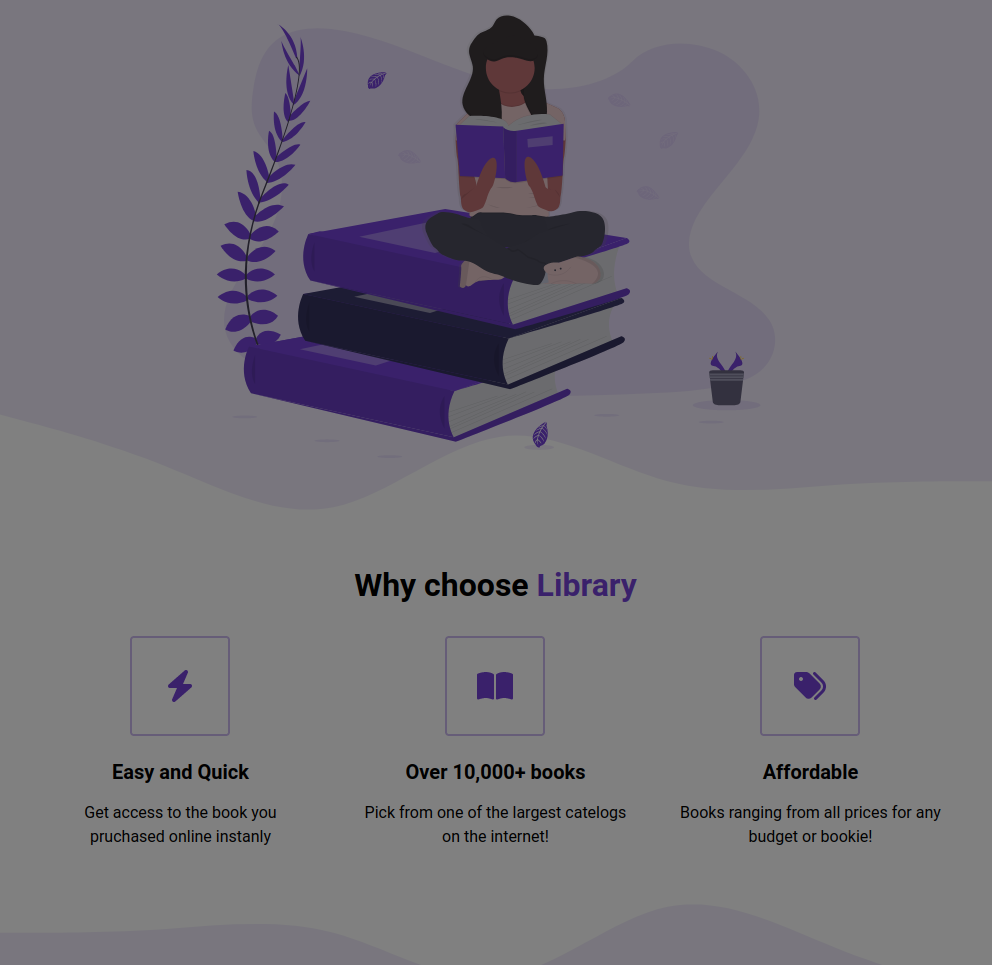 Why choose Library
Easy and Quick
Over 10,000+ books
Affordable
Get access to the book you
pruchased online instanly
Pick from one of the largest catelogs
on the internet!
Books ranging from all prices for any
budget or bookie!